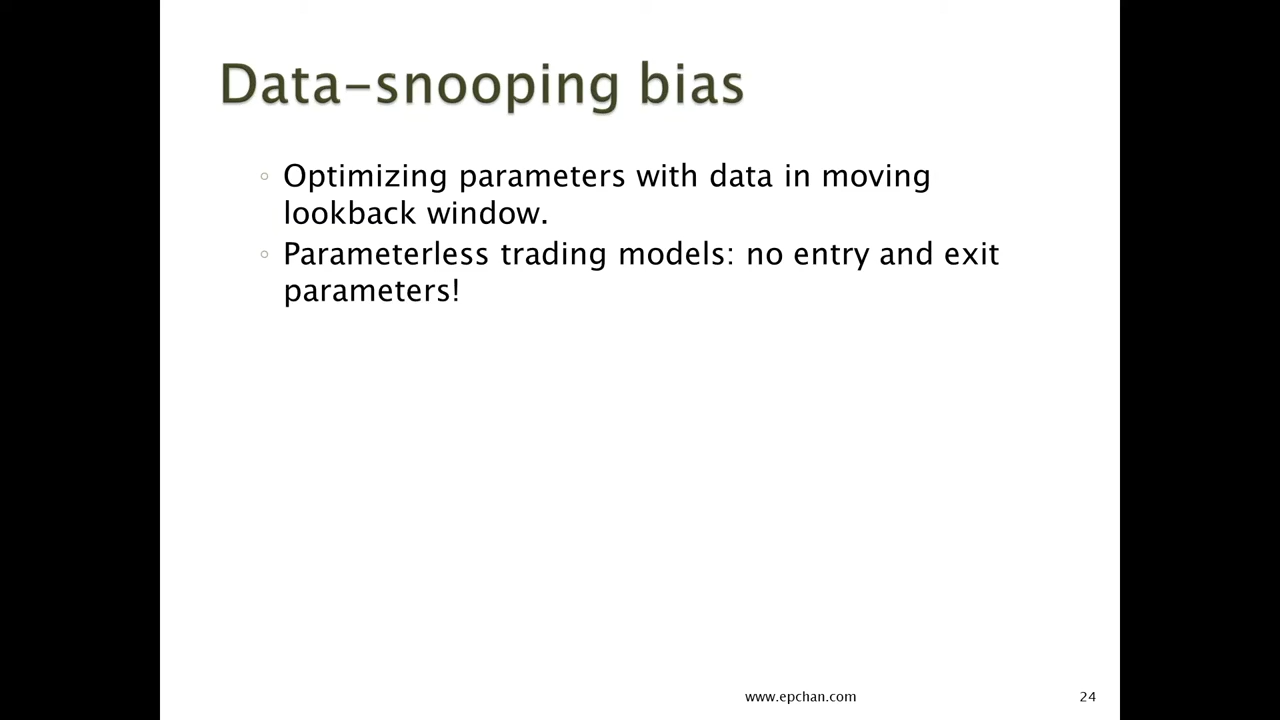 Data-snooping bias
◦ Optimizing parameters with data in moving
lookback window.
◦ Parameterless trading models: no entry and exit
parameters!
www.epchan.com
24